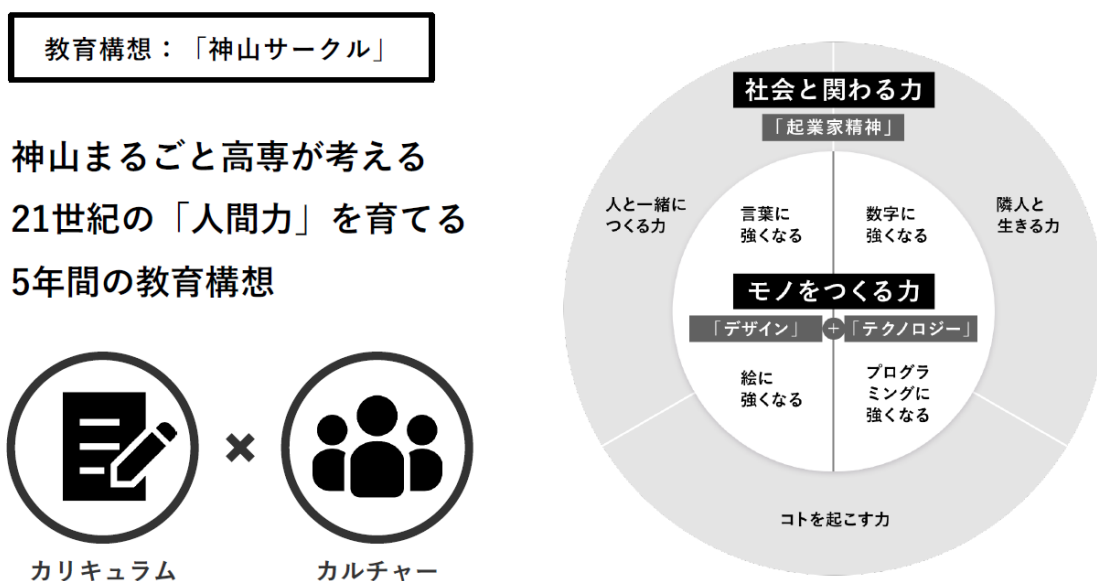 教育構想：「神山サークル」
神山まるごと高専が考える
21世紀の「人間力」を育てる
5年間の教育構想
カリキュラム
カルチャー
社会と関わる力
「起業家精神」
人と一緒に
つくる力
隣人と
生きる力
言葉に
強くなる
数字に
強くなる
モノをつくる力
「デザイン」+「テクノロジー」
絵に
強くなる
プログラ
ミングに
強くなる
コトを起こす力